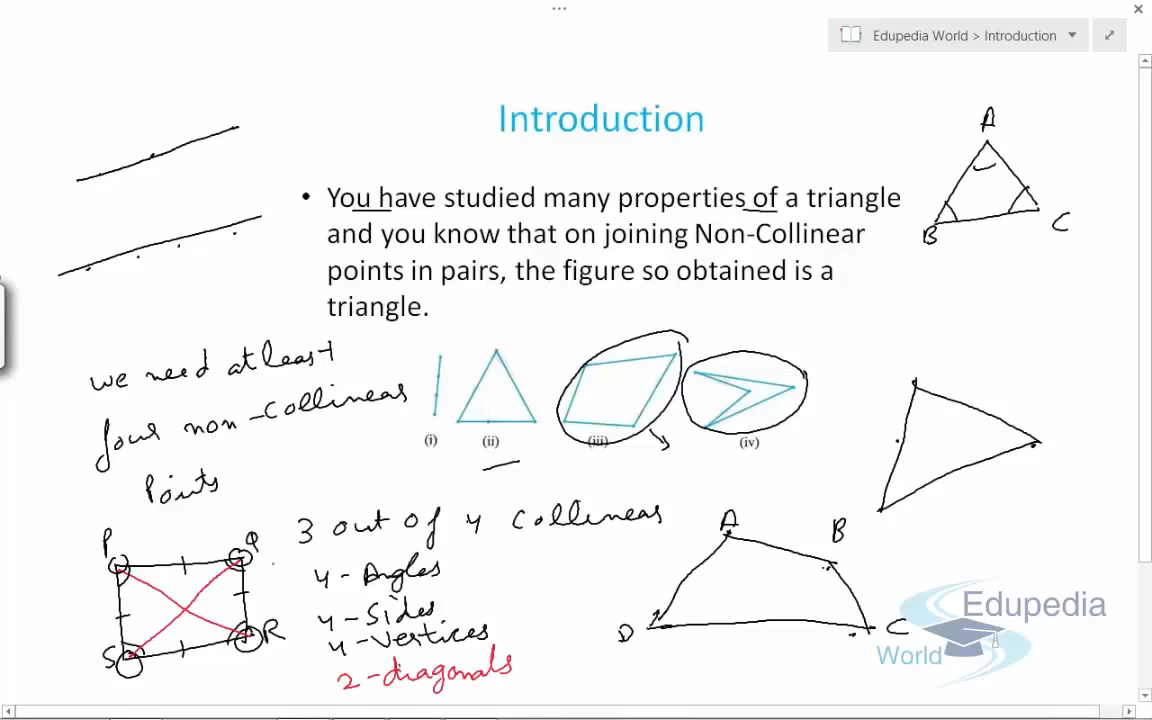 Edupedia World > Introduction
Introduction
A
B
C
• You have studied many properties of a triangle
and you know that on joining Non-Collinear
points in pairs, the figure so obtained is a
triangle.
we need atleast
four non-collinear
Points
(i)
(ii)
(iii)
(iv)
3 out of 4 collinear
4-Angles
4-Sides
4-Vertices
2-diagonals
P
Q
R
S
A
B
C
D
Edupedia
World